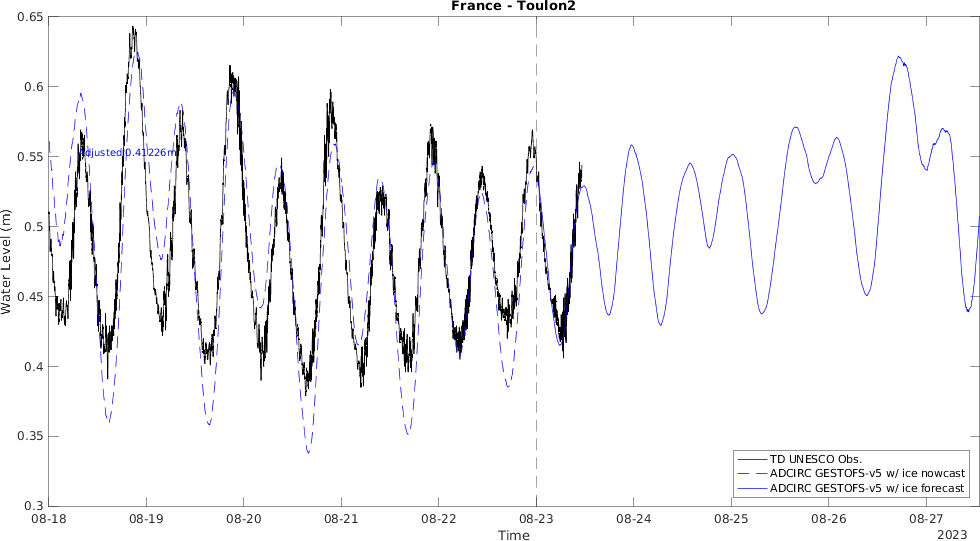 France - Toulon2
0.65
0.6
0.55
0.5
0.45
0.4
0.35
0.3
Water Level (m)
Adjusted 0.41226m
TD UNESCO Obs.
ADCIRC GESTOFS-v5 w/ ice nowcast
ADCIRC GESTOFS-v5 w/ ice forecast
08-18 08-19 08-20 08-21 08-22 08-23 08-24 08-25 08-26 08-27
Time
2023